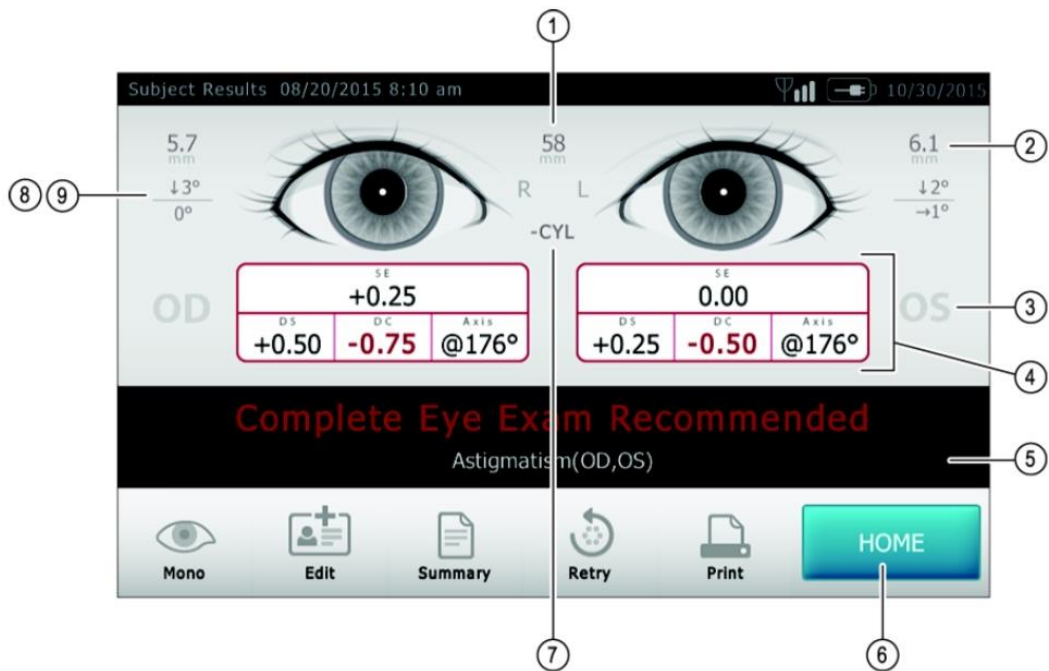 1
Subject Results 08/20/2015 8:10 am 10/30/2015
5.7
mm
58
mm
6.1
mm
2
8 9
↓3°
0°
R L
↓2°
→1°
-CYL
OD
SE
+0.25
DS DC Axis
+0.50 -0.75 @176°
SE
0.00
DS DC Axis
+0.25 -0.50 @176°
OS
3
4
Complete Eye Exam Recommended
Astigmatism(OD,OS)
5
Mono
Edit
Summary
Retry
Print
HOME
7
6